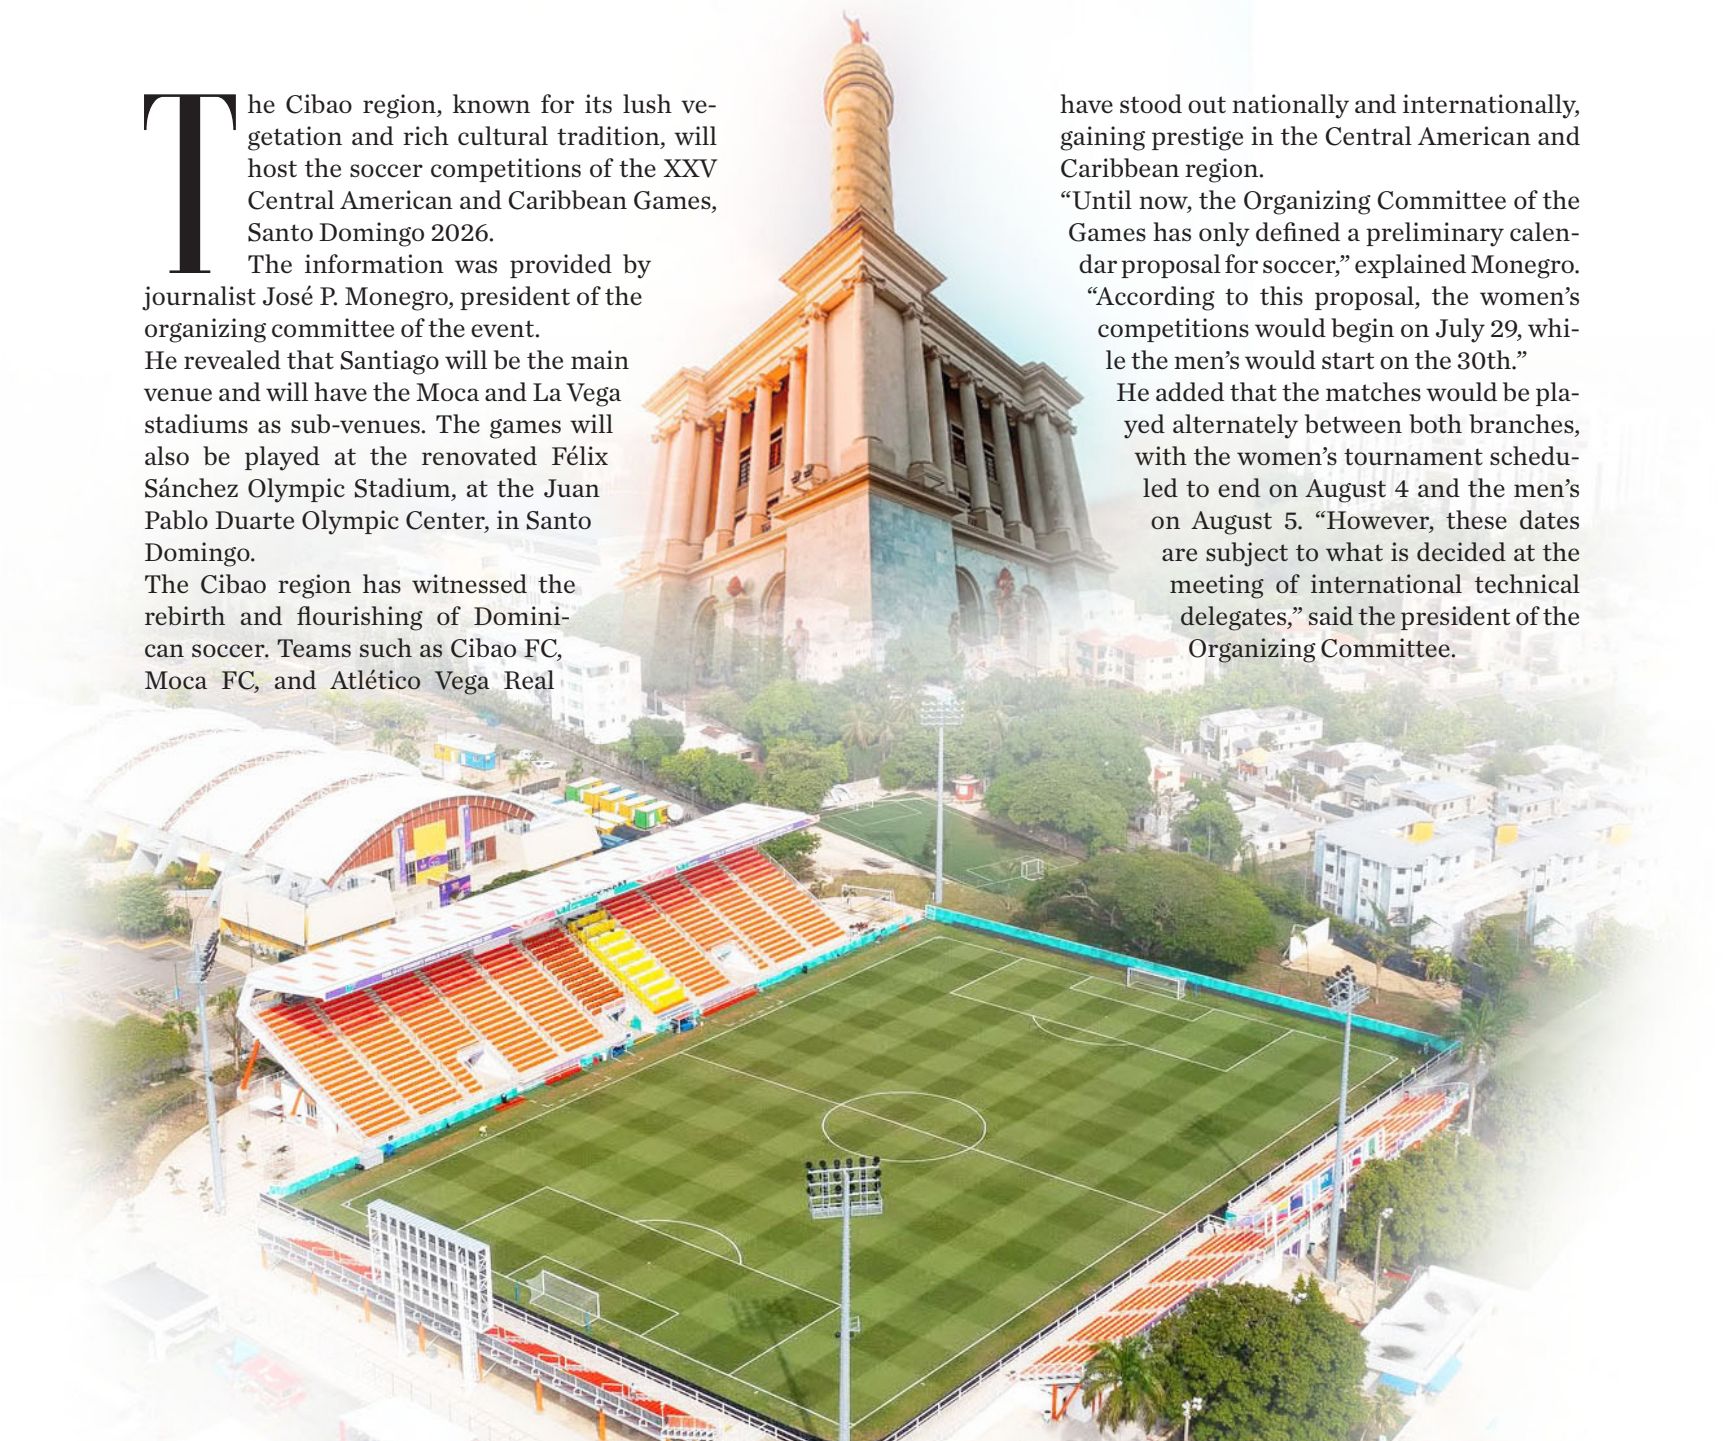 The Cibao region, known for its lush ve-
getation and rich cultural tradition, will
host the soccer competitions of the XXV
Central American and Caribbean Games,
Santo Domingo 2026.
The information was provided by
journalist José P. Monegro, president of the
organizing committee of the event.
He revealed that Santiago will be the main
venue and will have the Moca and La Vega
stadiums as sub-venues. The games will
also be played at the renovated Félix
Sánchez Olympic Stadium, at the Juan
Pablo Duarte Olympic Center, in Santo
Domingo.
The Cibao region has witnessed the
rebirth and flourishing of Domini-
can soccer. Teams such as Cibao FC,
Moca FC, and Atlético Vega Real
have stood out nationally and internationally,
gaining prestige in the Central American and
Caribbean region.
“Until now, the Organizing Committee of the
Games has only defined a preliminary calen-
dar proposal for soccer,” explained Monegro.
“According to this proposal, the women’s
competitions would begin on July 29, whi-
le the men’s would start on the 30th.”
He added that the matches would be pla-
yed alternately between both branches,
with the women’s tournament schedu-
led to end on August 4 and the men’s
on August 5. “However, these dates
are subject to what is decided at the
meeting of international technical
delegates,” said the president of the
Organizing Committee.